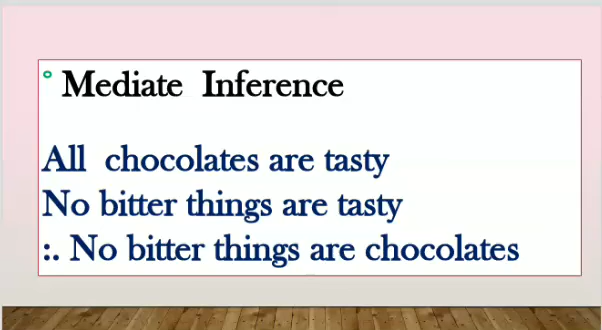 ° Mediate Inference
All chocolates are tasty
No bitter things are tasty
:. No bitter things are chocolates